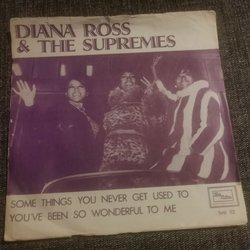 DIANA ROSS
& THE SUPREMES
SOME THINGS YOU NEVER GET USED TO
YOU'VE BEEN SO WONDERFUL TO ME